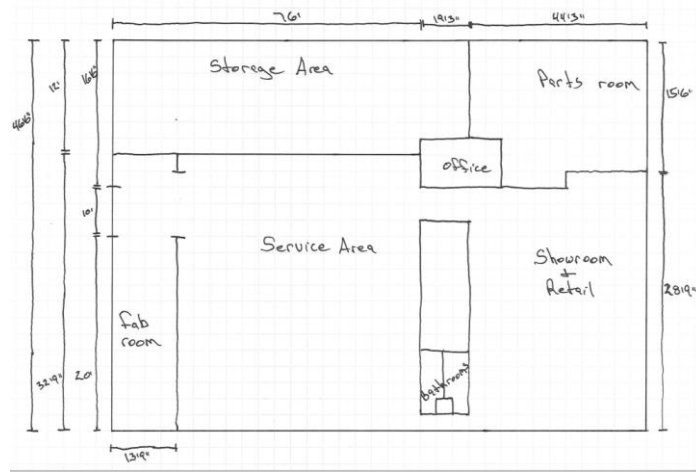 76'
19'3"
44'3"
Storage Area
Parts room
12'
16'6"
46'6"
15'6"
office
10'
Service Area
Showroom
+
Retail
28'9"
Fab
room
Bathrooms
32'9"
20'
13'9"